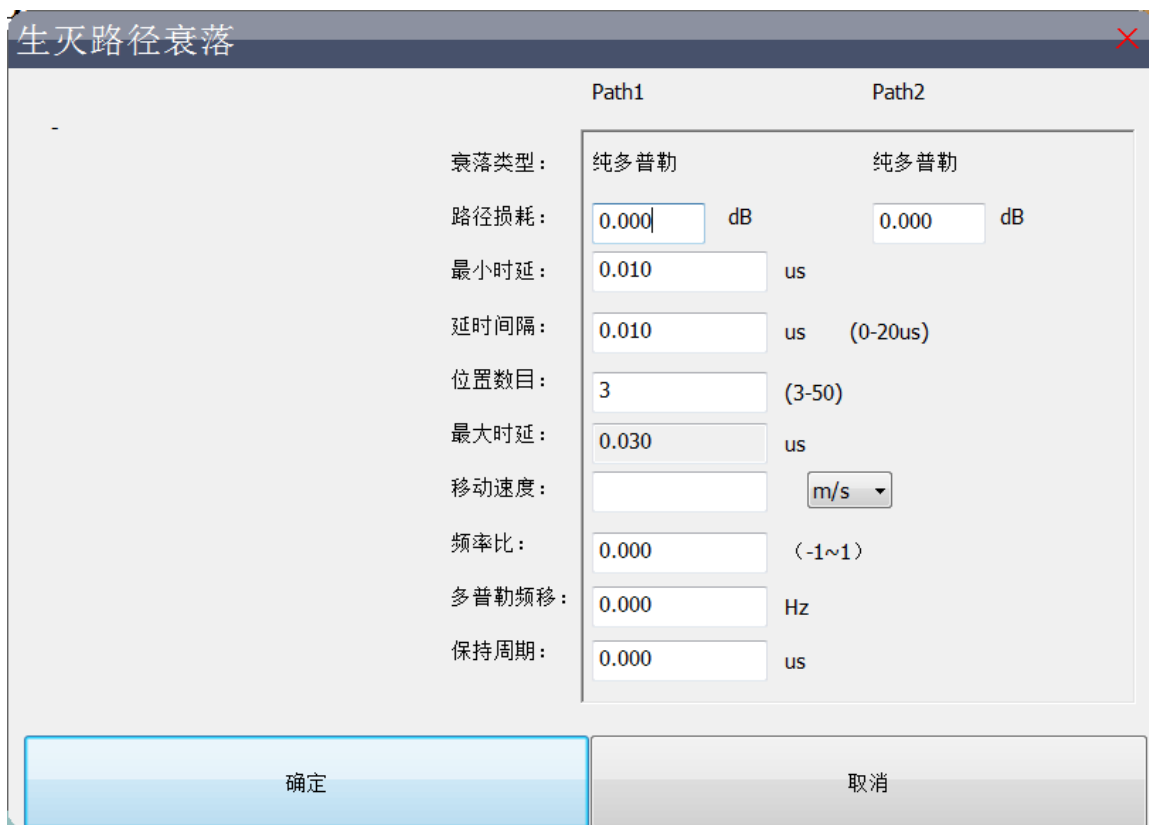 生灭路径衰落
Path1 Path2
-
衰落类型： 纯多普勒 纯多普勒
路径损耗： 0.000 dB 0.000 dB
最小时延： 0.010 us
延时间隔： 0.010 us (0-20us)
位置数目： 3 (3-50)
最大时延： 0.030 us
移动速度： m/s
频率比： 0.000 （-1~1）
多普勒频移： 0.000 Hz
保持周期： 0.000 us
确定 取消